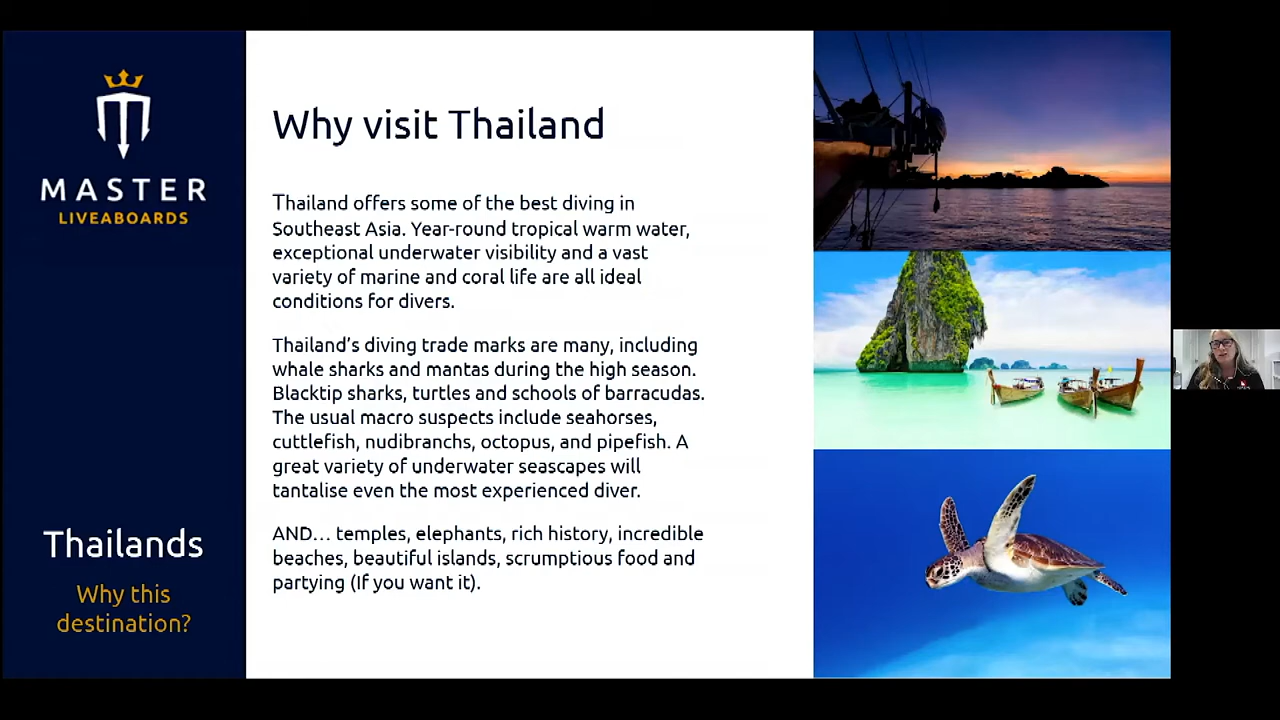 MASTER
LIVEABOARDS
Thailands
Why this
destination?
Why visit Thailand
Thailand offers some of the best diving in
Southeast Asia. Year-round tropical warm water,
exceptional underwater visibility and a vast
variety of marine and coral life are all ideal
conditions for divers.
Thailand’s diving trade marks are many, including
whale sharks and mantas during the high season.
Blacktip sharks, turtles and schools of barracudas.
The usual macro suspects include seahorses,
cuttlefish, nudibranchs, octopus, and pipefish. A
great variety of underwater seascapes will
tantalise even the most experienced diver.
AND… temples, elephants, rich history, incredible
beaches, beautiful islands, scrumptious food and
partying (If you want it).